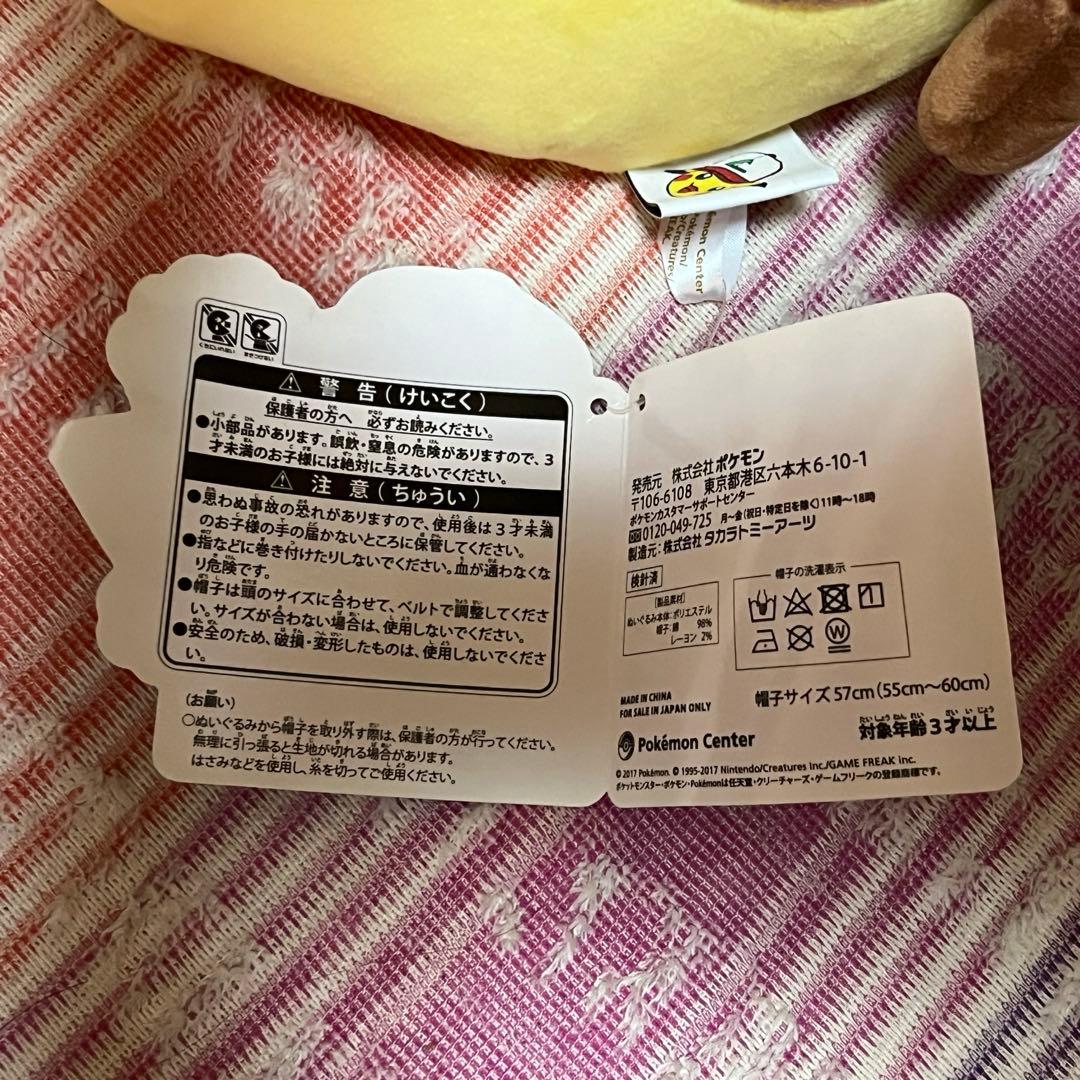 Pokémon Center
Pokémon/
くちにいれない
まきつけない
警告(けいこく)
保護者の方へ 必ずお読みください。
●小部品があります。誤飲・窒息の危険がありますので、3
才未満のお子様には絶対に与えないでください。
注意(ちゅうい)
●思わぬ事故の恐れがありますので、使用後は3才未満
のお子様の手の届かないところに保管してください。
●指などに巻き付けたりしないでください。血が通わなくな
り危険です。
●帽子は頭のサイズに合わせて、ベルトで調整してくださ
い。サイズが合わない場合は、使用しないでください。
●安全のため、破損・変形したものは、使用しないでくださ
い。
(お願い)
○ぬいぐるみから帽子を取り外す際は、保護者の方が行ってください。
無理に引っ張ると生地が切れる場合があります。
はさみなどを使用し、糸を切ってご使用ください。
発売元 株式会社ポケモン
〒106-6108 東京都港区六本木6-10-1
ポケモンカスタマーサポートセンター
0120-049-725 月〜金(祝日・特定日を除く)11時〜18時
製造元:株式会社 タカラトミーアーツ
検針済
[製品素材]
ぬいぐるみ本体:ポリエステル
帽子:綿 98%
レーヨン 2%
帽子の洗濯表示
W
MADE IN CHINA
FOR SALE IN JAPAN ONLY
帽子サイズ 57cm(55cm〜60cm)
対象年齢3才以上
Pokémon Center
© 2017 Pokémon. © 1995-2017 Nintendo/Creatures Inc./GAME FREAK inc.
ポケットモンスター・ポケモン・Pokémonは任天堂・クリーチャーズ・ゲームフリークの登録商標です。